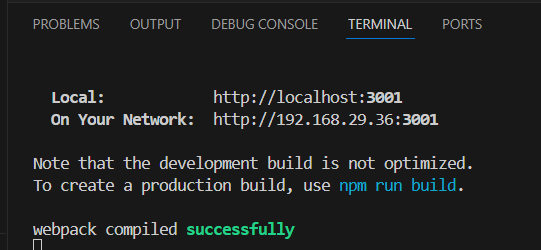 PROBLEMS OUTPUT DEBUG CONSOLE TERMINAL PORTS
Local: http://localhost:3001
On Your Network: http://192.168.29.36:3001
Note that the development build is not optimized.
To create a production build, use npm run build.
webpack compiled successfully